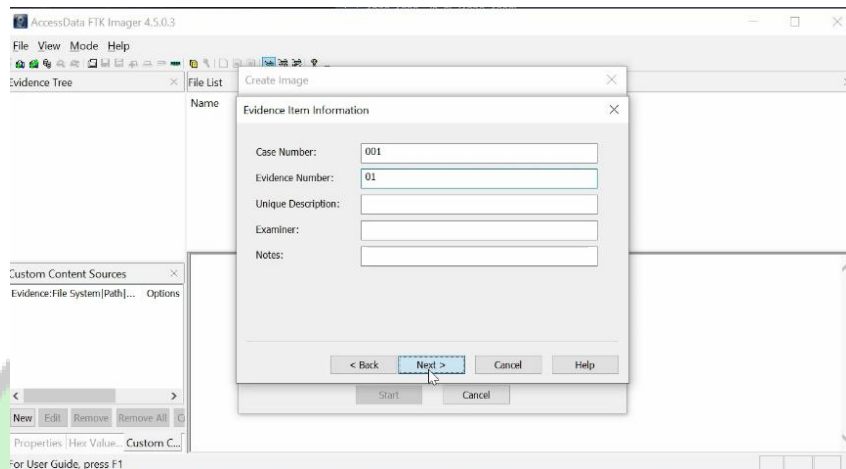 AccessData FTK Imager 4.5.0.3
File View Mode Help
Evidence Tree
File List
Name
Create Image
Evidence Item Information
Case Number: 001
Evidence Number: 01
Unique Description:
Examiner:
Notes:
< Back Next > Cancel Help
Start Cancel
Custom Content Sources
Evidence:File System|Path|... Options
New Edit Remove Remove All
Properties Hex Value... Custom C...
For User Guide, press F1